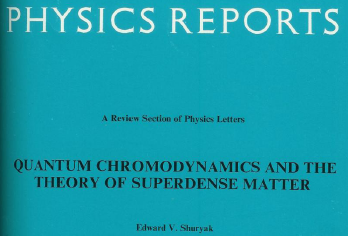 PHYSICS REPORTS
A Review Section of Physics Letters
QUANTUM CHROMODYNAMICS AND THE
THEORY OF SUPERDENSE MATTER
Edward V. Shuryak